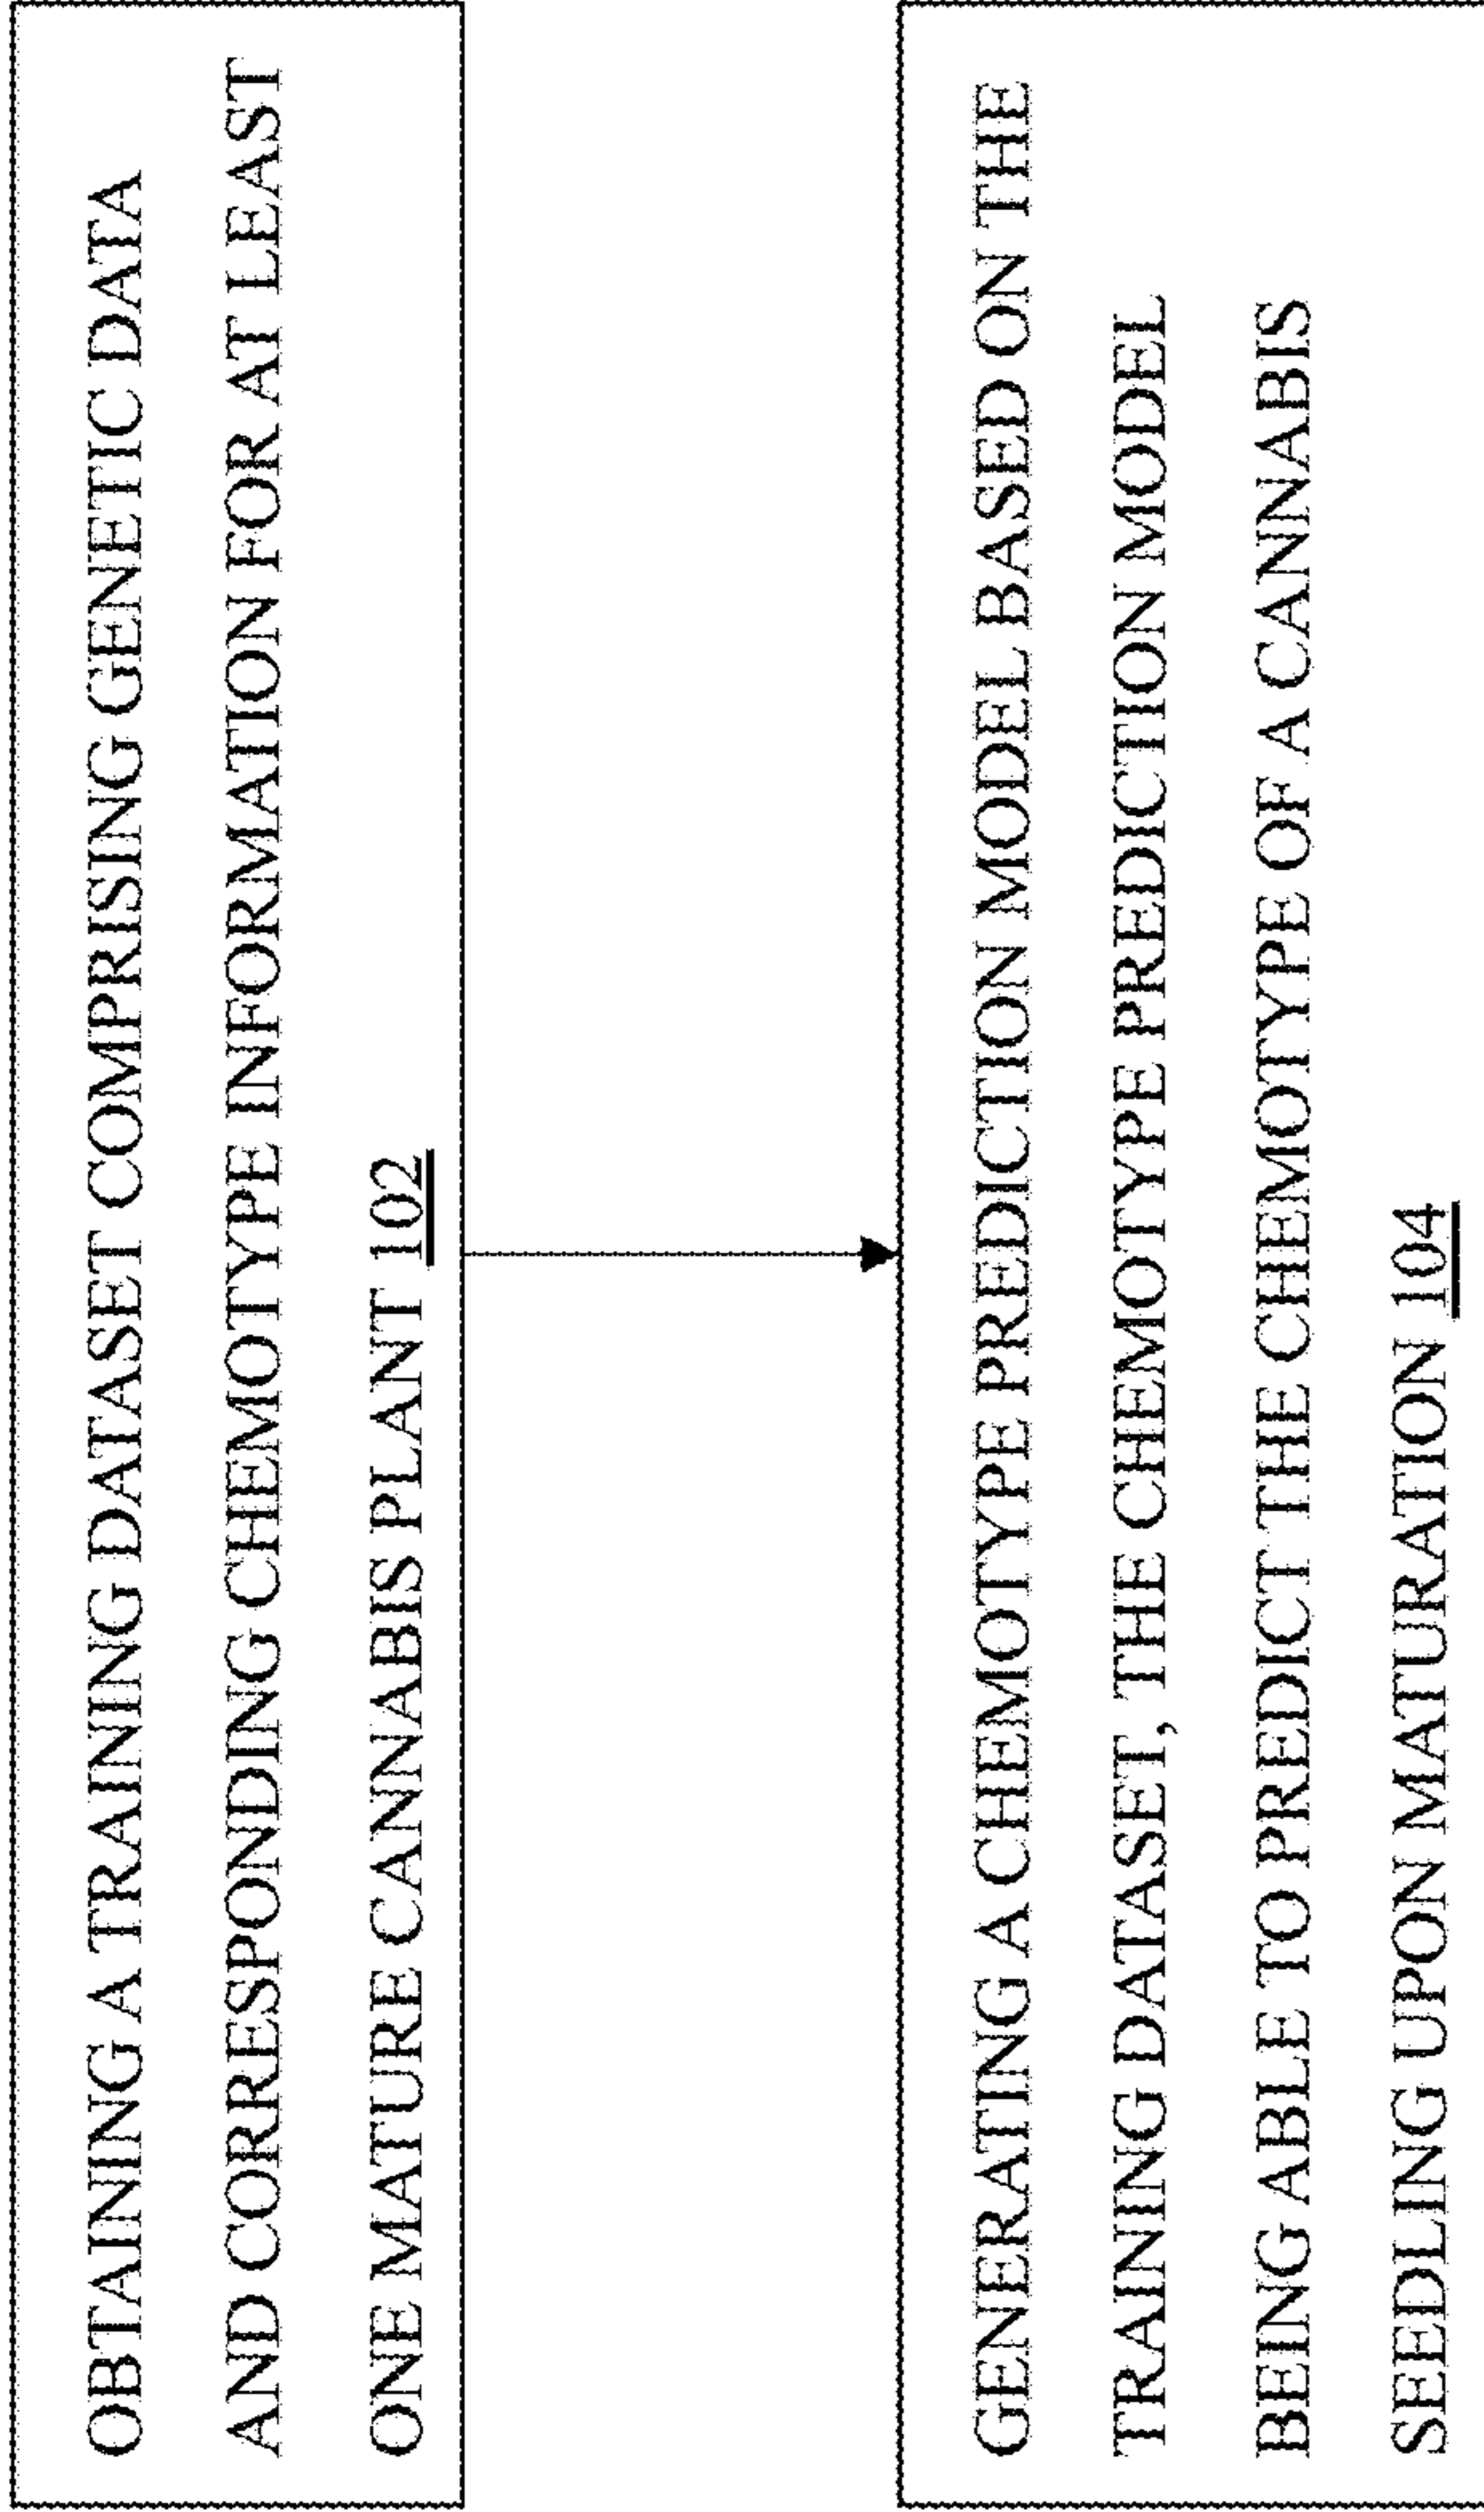 OBTAINING A TRAINING DATASET COMPRISING GENETIC DATA
AND CORRESPONDING CHEMOTYPE INFORMATION FOR AT LEAST
ONE MATURE CANNABIS PLANT 102
GENERATING A CHEMOTYPE PREDICTION MODEL BASED ON THE
TRAINING DATASET, THE CHEMOTYPE PREDICTION MODEL
BEING ABLE TO PREDICT THE CHEMOTYPE OF A CANNABIS
SEEDLING UPON MATURATION 104